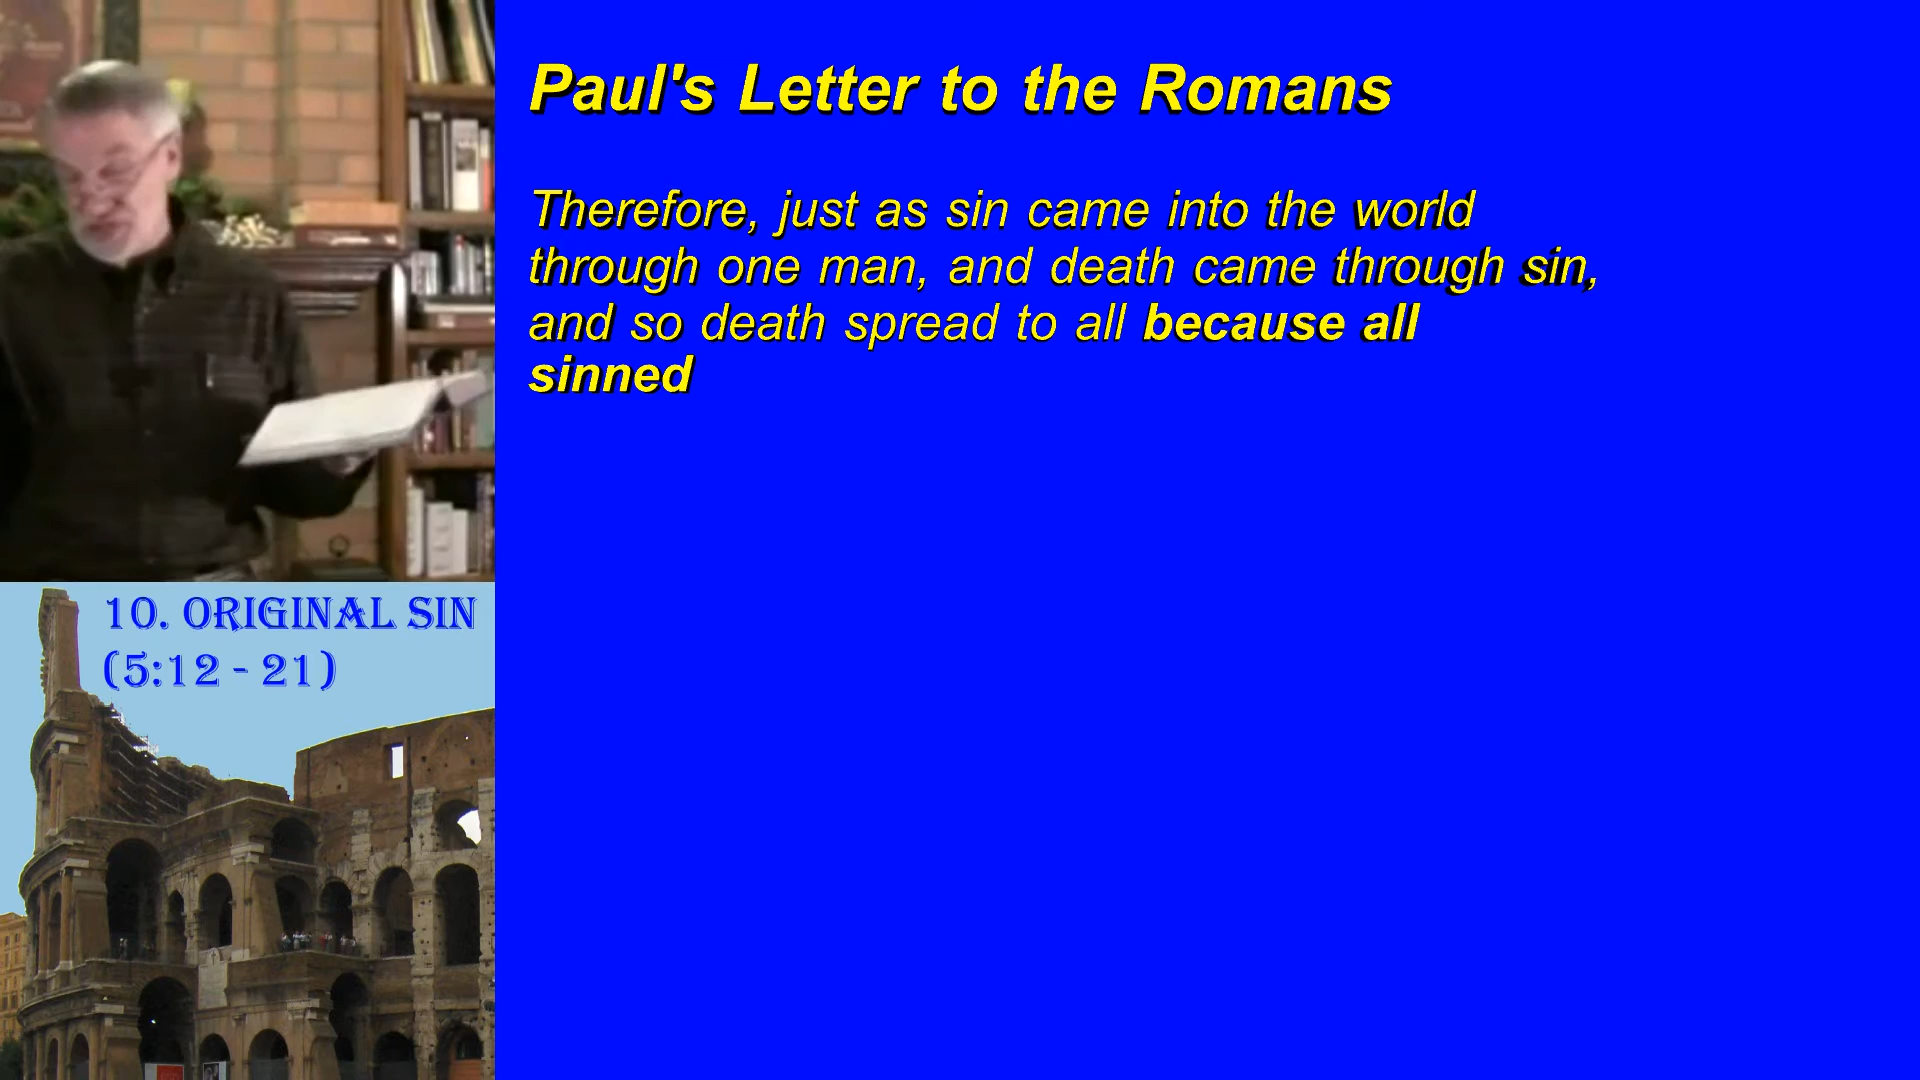 Paul's Letter to the Romans
Therefore, just as sin came into the world
through one man, and death came through sin,
and so death spread to all because all
sinned
10. ORIGINAL SIN
(5:12 - 21)